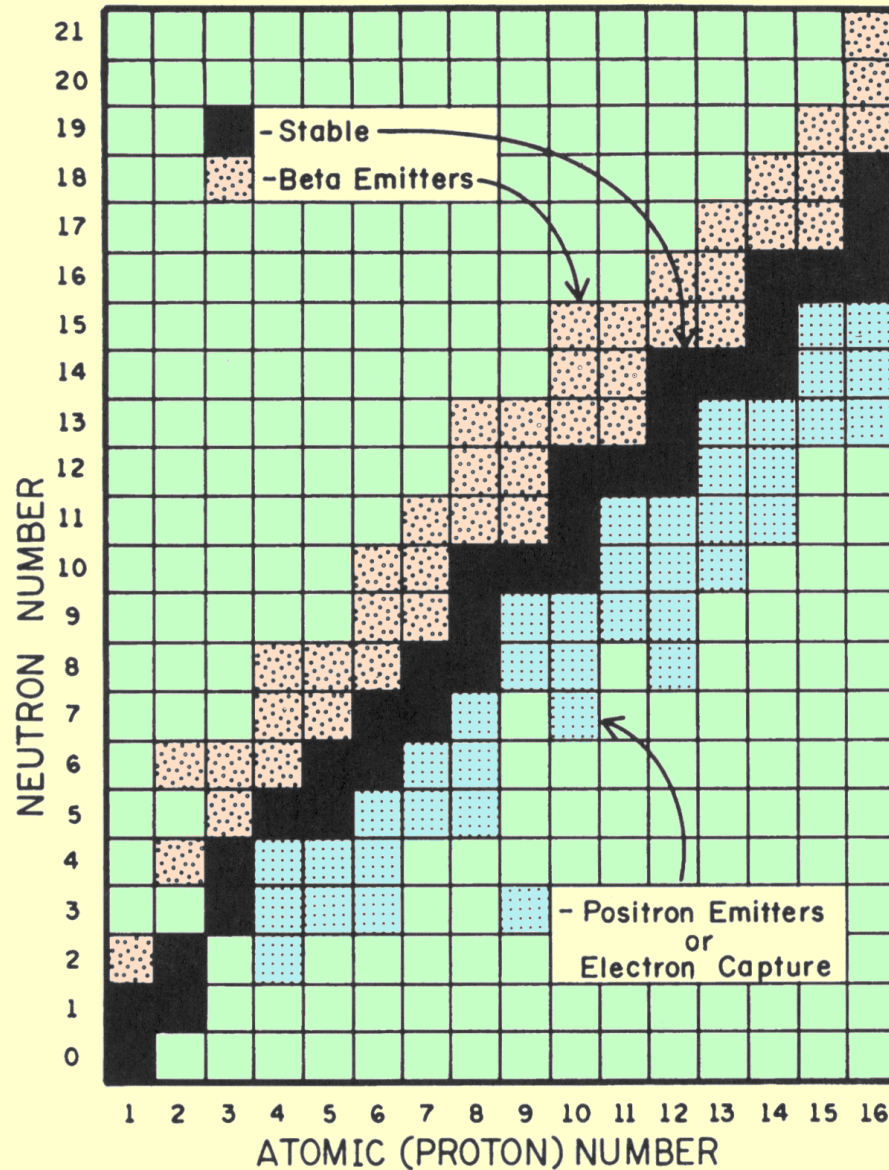 21
20
19
18
17
16
15
14
13
12
11
10
9
8
7
6
5
4
3
2
1
0
NEUTRON NUMBER
- Stable
- Beta Emitters
- Positron Emitters
or
Electron Capture
1 2 3 4 5 6 7 8 9 10 11 12 13 14 15 16
ATOMIC (PROTON) NUMBER